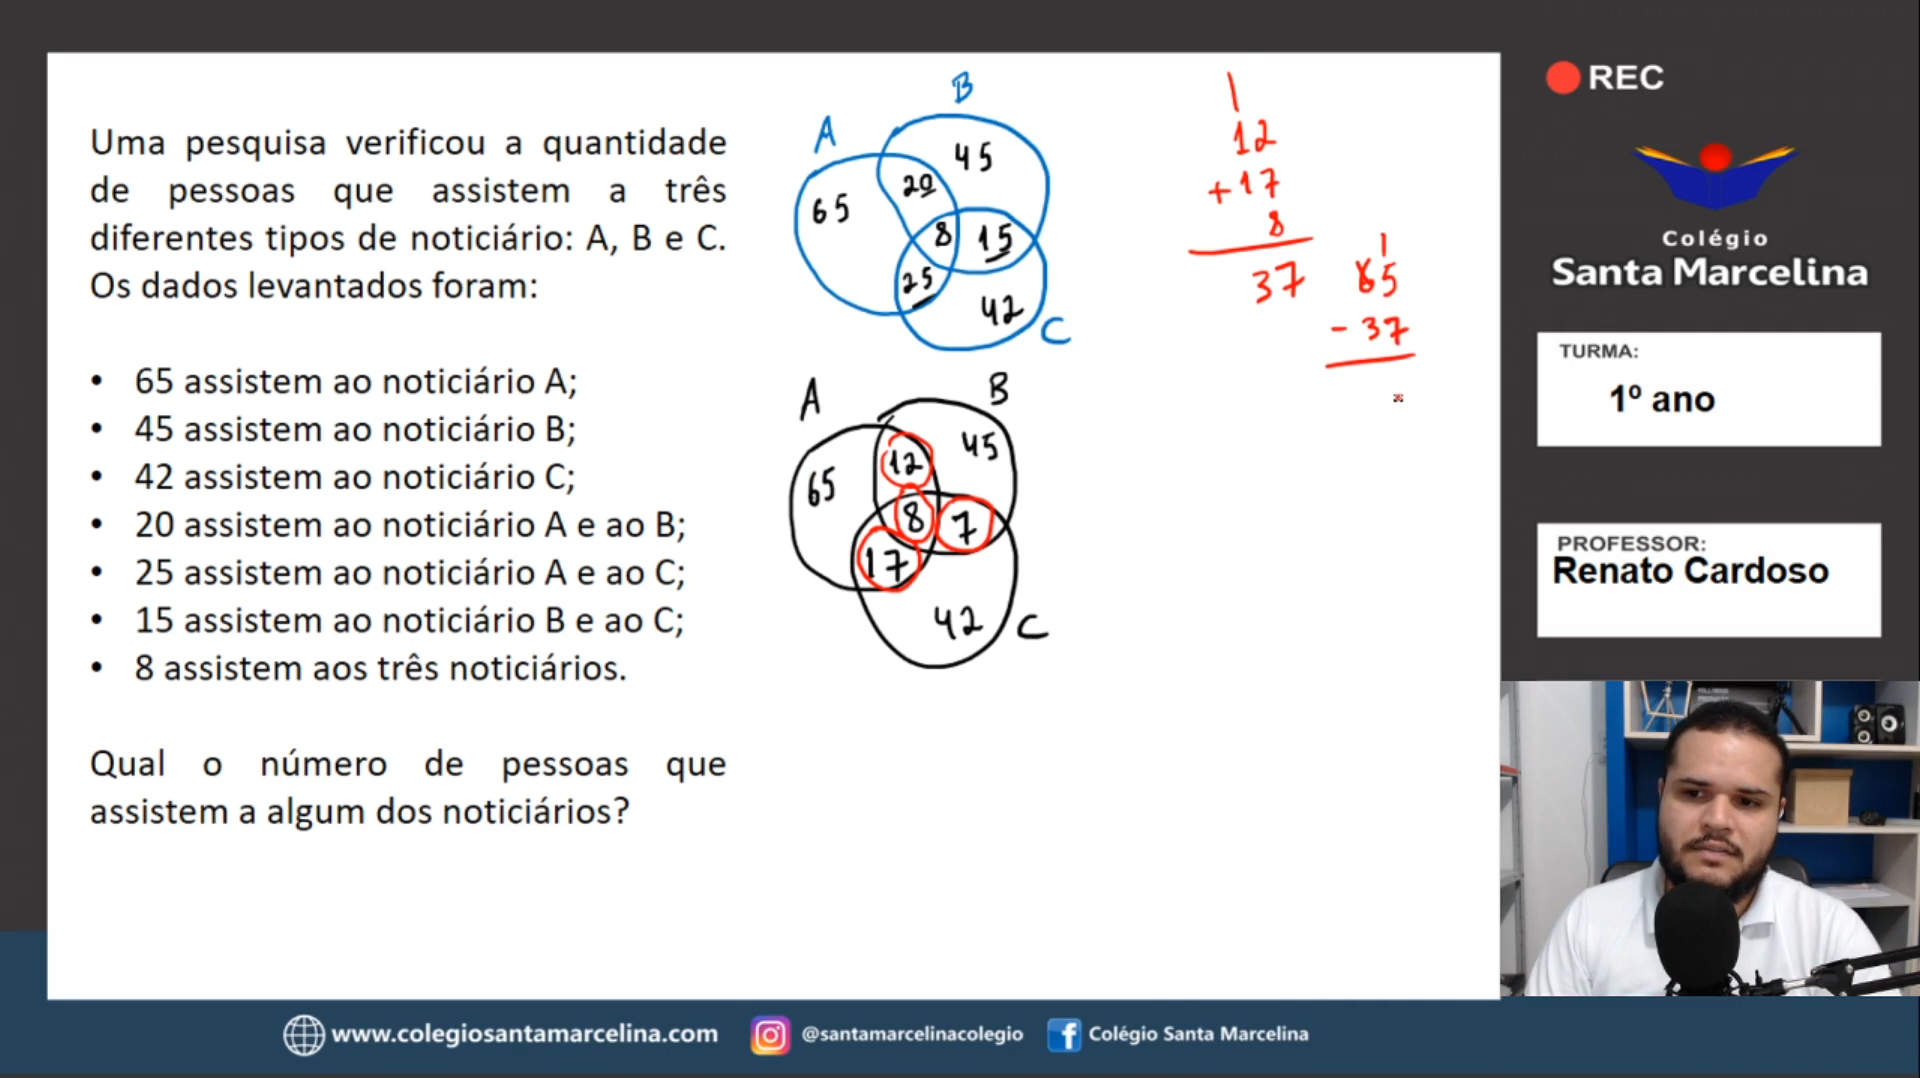 Uma pesquisa verificou a quantidade
de pessoas que assistem a três
diferentes tipos de noticiário: A, B e C.
Os dados levantados foram:
• 65 assistem ao noticiário A;
• 45 assistem ao noticiário B;
• 42 assistem ao noticiário C;
• 20 assistem ao noticiário A e ao B;
• 25 assistem ao noticiário A e ao C;
• 15 assistem ao noticiário B e ao C;
• 8 assistem aos três noticiários.
Qual o número de pessoas que
assistem a algum dos noticiários?
B
A
45
20
65
8 15
25
42
C
A
B
45
12
65
8 7
17
42
C
1
12
+17
8
37
1
65
- 37
REC
Colégio
Santa Marcelina
TURMA:
1º ano
PROFESSOR:
Renato Cardoso
www.colegiosantamarcelina.com @santamarcelinacolegio Colégio Santa Marcelina